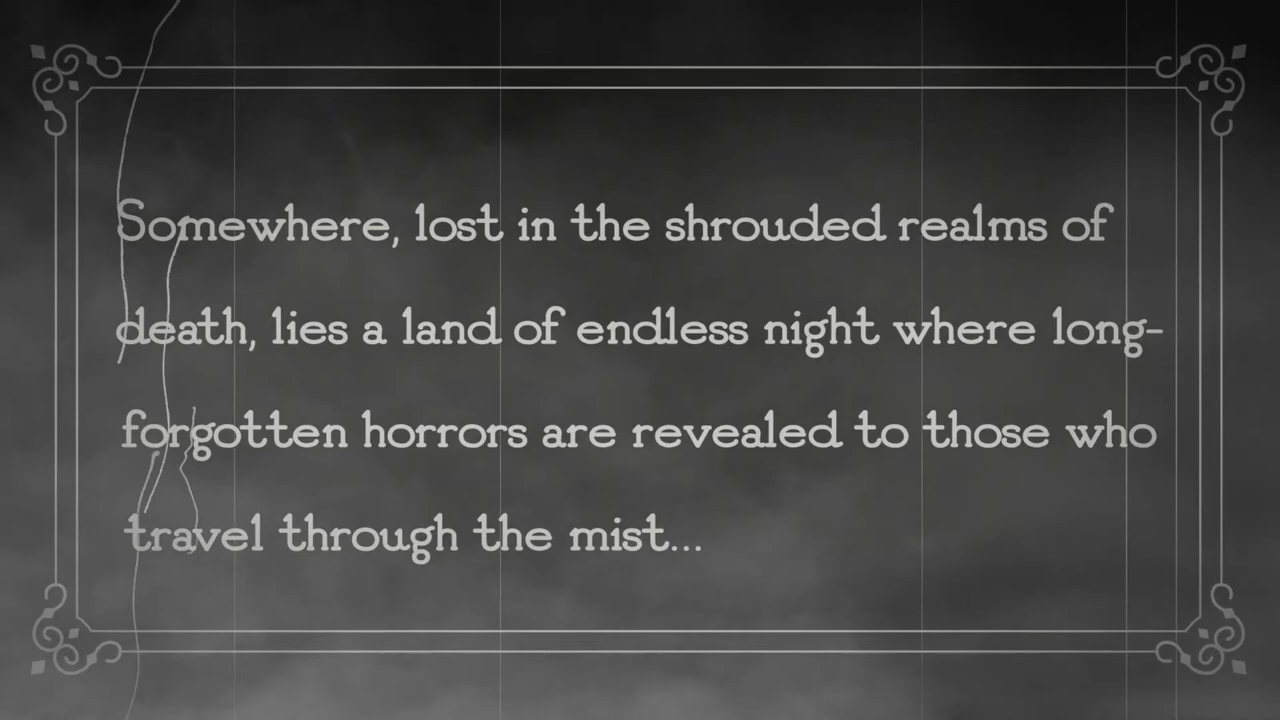 Somewhere, lost in the shrouded realms of
death, lies a land of endless night where long-
forgotten horrors are revealed to those who
travel through the mist...